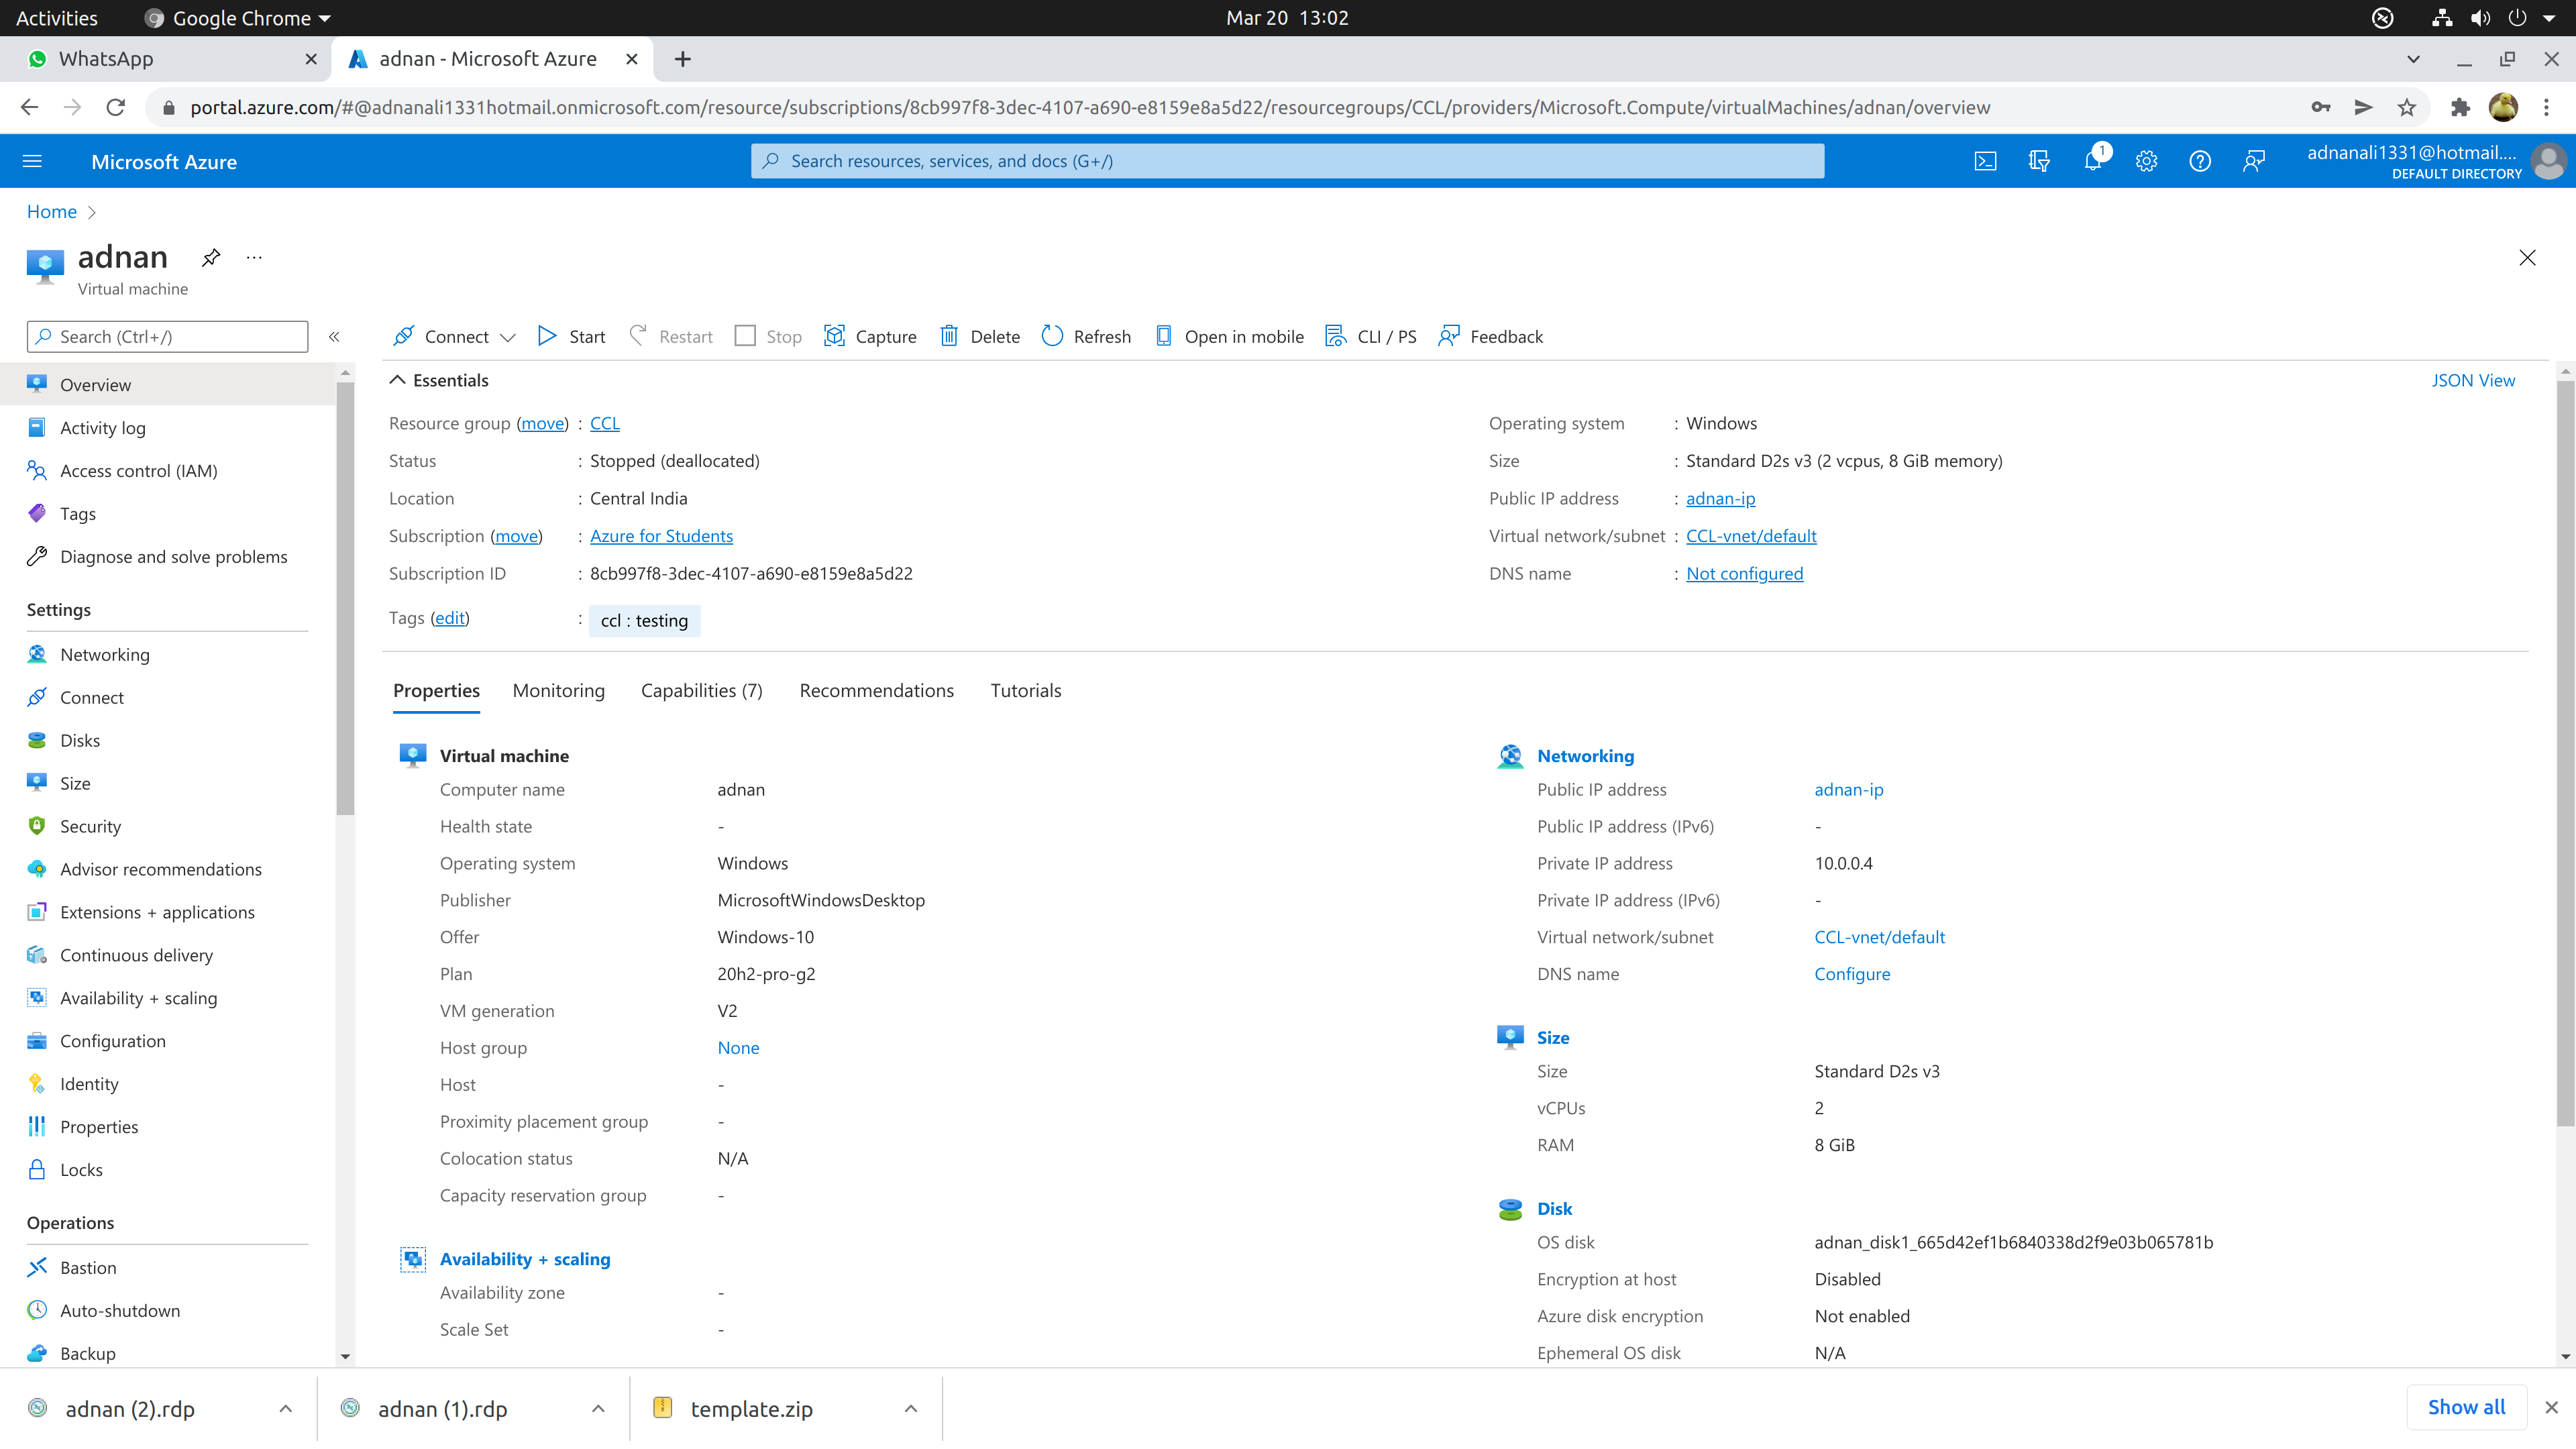 Activities Google Chrome Mar 20 13:02
WhatsApp adnan - Microsoft Azure
portal.azure.com/#@adnanali1331hotmail.onmicrosoft.com/resource/subscriptions/8cb997f8-3dec-4107-a690-e8159e8a5d22/resourcegroups/CCL/providers/Microsoft.Compute/virtualMachines/adnan/overview
Microsoft Azure Search resources, services, and docs (G+/) 1 adnanali1331@hotmail....
DEFAULT DIRECTORY
Home
adnan ...
Virtual machine
Search (Ctrl+/) «
Connect Start Restart Stop Capture Delete Refresh Open in mobile CLI / PS Feedback
Overview
Activity log
Access control (IAM)
Tags
Diagnose and solve problems
Settings
Networking
Connect
Disks
Size
Security
Advisor recommendations
Extensions + applications
Continuous delivery
Availability + scaling
Configuration
Identity
Properties
Locks
Operations
Bastion
Auto-shutdown
Backup
Essentials JSON View
Resource group (move) : CCL
Status : Stopped (deallocated)
Location : Central India
Subscription (move) : Azure for Students
Subscription ID : 8cb997f8-3dec-4107-a690-e8159e8a5d22
Tags (edit) : ccl : testing
Operating system : Windows
Size : Standard D2s v3 (2 vcpus, 8 GiB memory)
Public IP address : adnan-ip
Virtual network/subnet : CCL-vnet/default
DNS name : Not configured
Properties Monitoring Capabilities (7) Recommendations Tutorials
Virtual machine
Computer name adnan
Health state -
Operating system Windows
Publisher MicrosoftWindowsDesktop
Offer Windows-10
Plan 20h2-pro-g2
VM generation V2
Host group None
Host -
Proximity placement group -
Colocation status N/A
Capacity reservation group -
Availability + scaling
Availability zone -
Scale Set -
Networking
Public IP address adnan-ip
Public IP address (IPv6) -
Private IP address 10.0.0.4
Private IP address (IPv6) -
Virtual network/subnet CCL-vnet/default
DNS name Configure
Size
Size Standard D2s v3
vCPUs 2
RAM 8 GiB
Disk
OS disk adnan_disk1_665d42ef1b6840338d2f9e03b065781b
Encryption at host Disabled
Azure disk encryption Not enabled
Ephemeral OS disk N/A
adnan (2).rdp adnan (1).rdp template.zip Show all